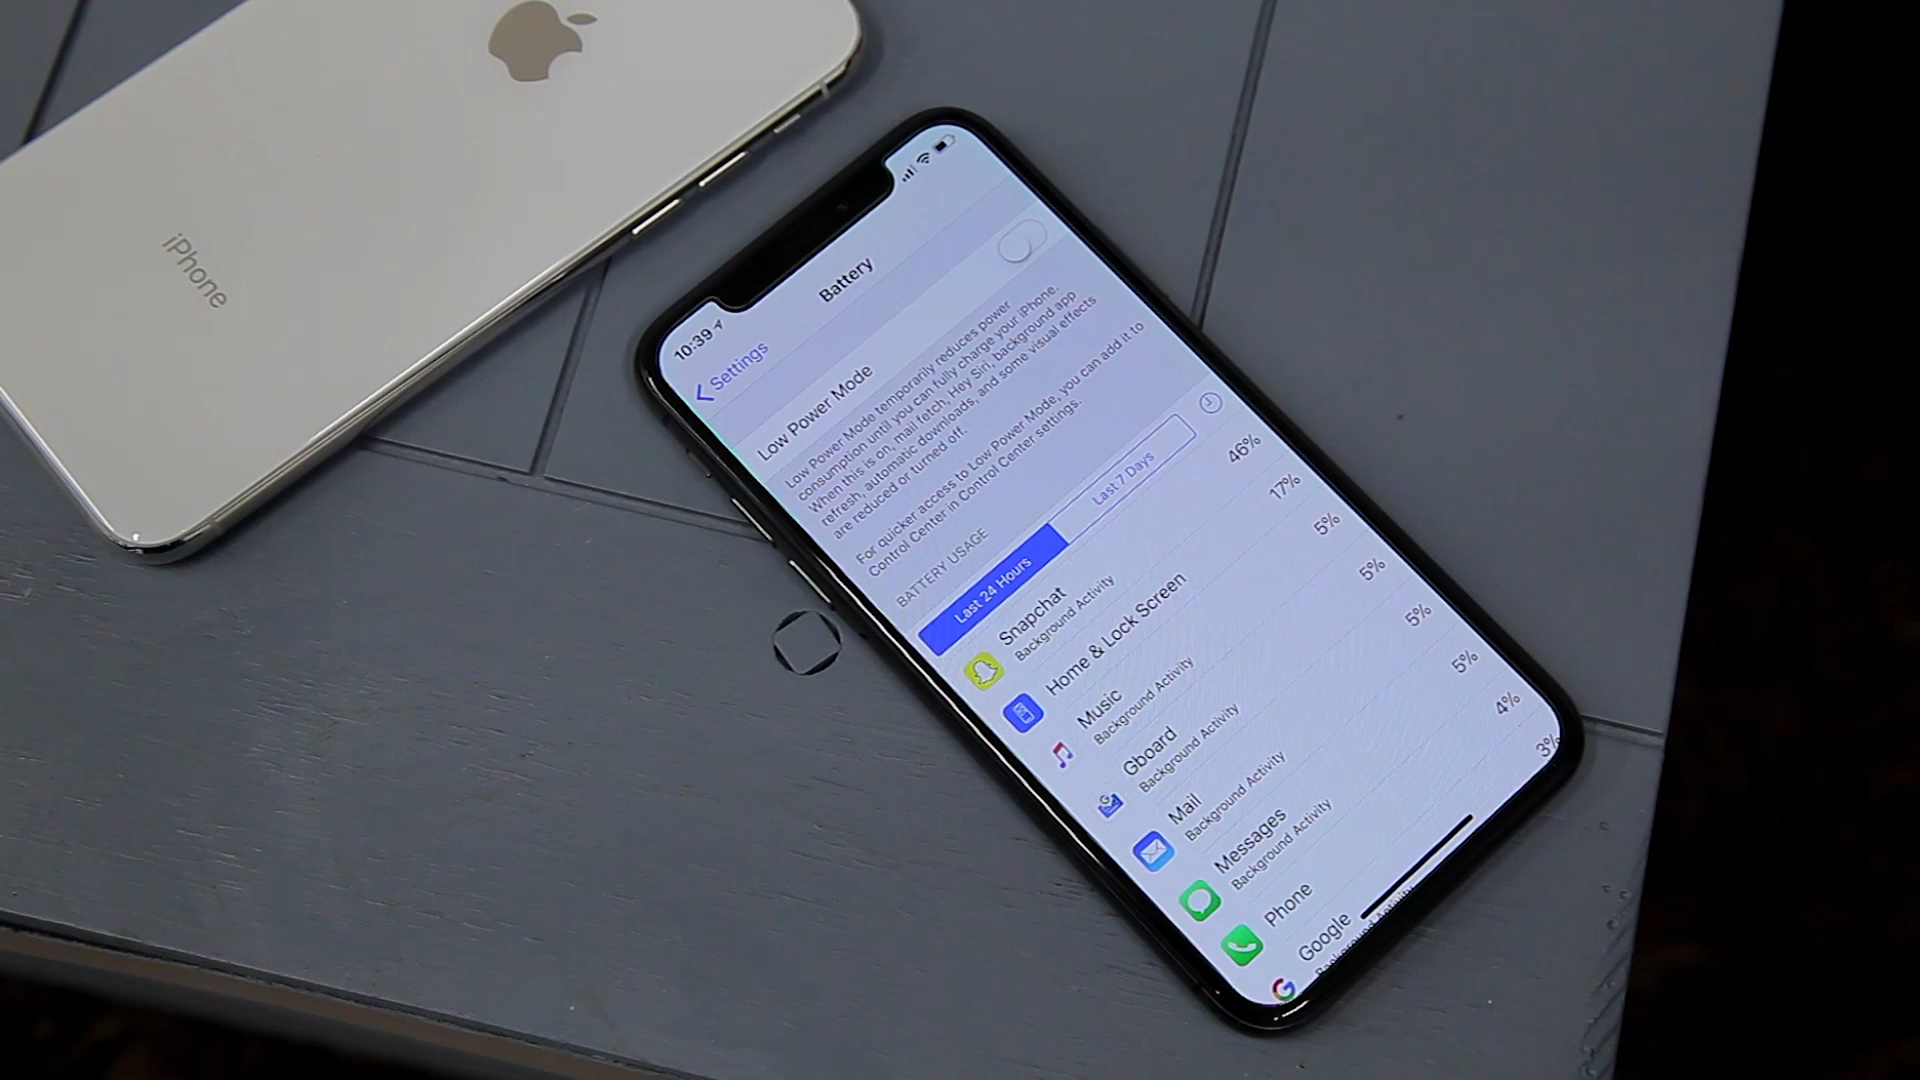 iPhone
10:39
Settings
Battery
Low Power Mode
Low Power Mode temporarily reduces power
consumption until you can fully charge your iPhone.
When this is on, mail fetch, Hey Siri, background app
refresh, automatic downloads, and some visual effects
are reduced or turned off.
For quicker access to Low Power Mode, you can add it to
Control Center in Control Center settings.
BATTERY USAGE
Last 24 Hours Last 7 Days
Snapchat 46%
Background Activity
Home & Lock Screen 17%
Music 5%
Background Activity
Gboard 5%
Background Activity
Mail 5%
Background Activity
Messages 5%
Background Activity
Phone 4%
Google 3%
Background Activity